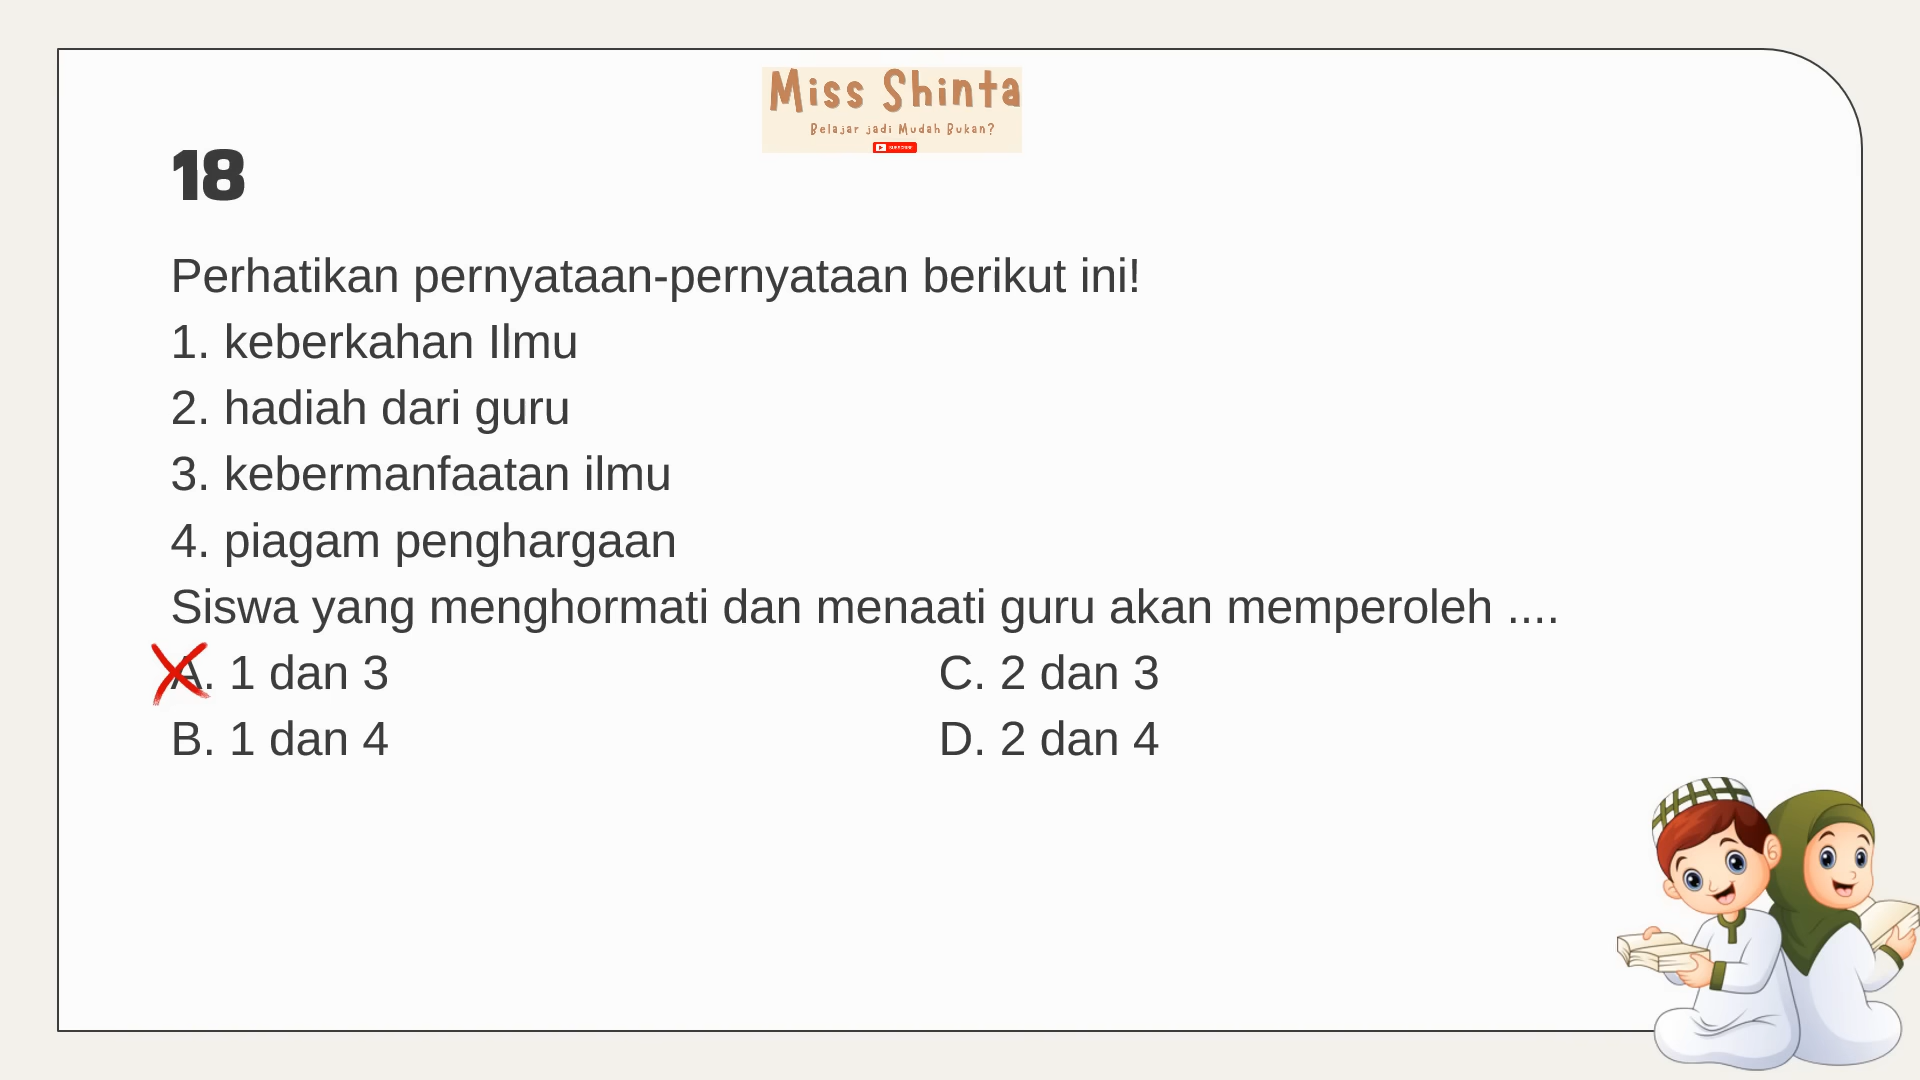 Miss Shinta
Belajar jadi Mudah Bukan?
SUBSCRIBE
18
Perhatikan pernyataan-pernyataan berikut ini!
1. keberkahan Ilmu
2. hadiah dari guru
3. kebermanfaatan ilmu
4. piagam penghargaan
Siswa yang menghormati dan menaati guru akan memperoleh ....
A. 1 dan 3 C. 2 dan 3
B. 1 dan 4 D. 2 dan 4